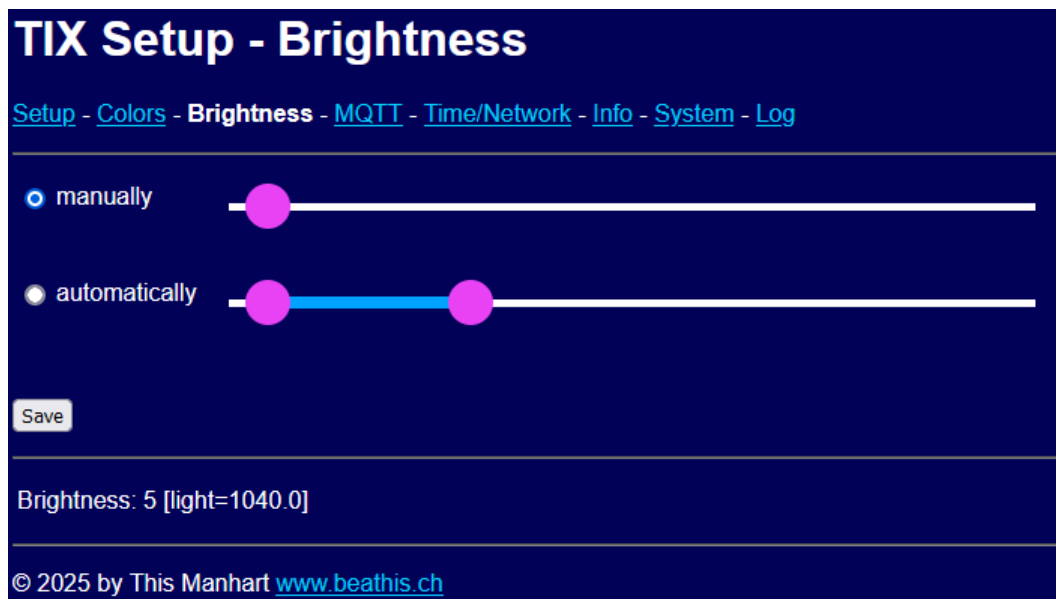 TIX Setup - Brightness
Setup - Colors - Brightness - MQTT - Time/Network - Info - System - Log
manually
automatically
Save
Brightness: 5 [light=1040.0]
© 2025 by This Manhart www.beathis.ch